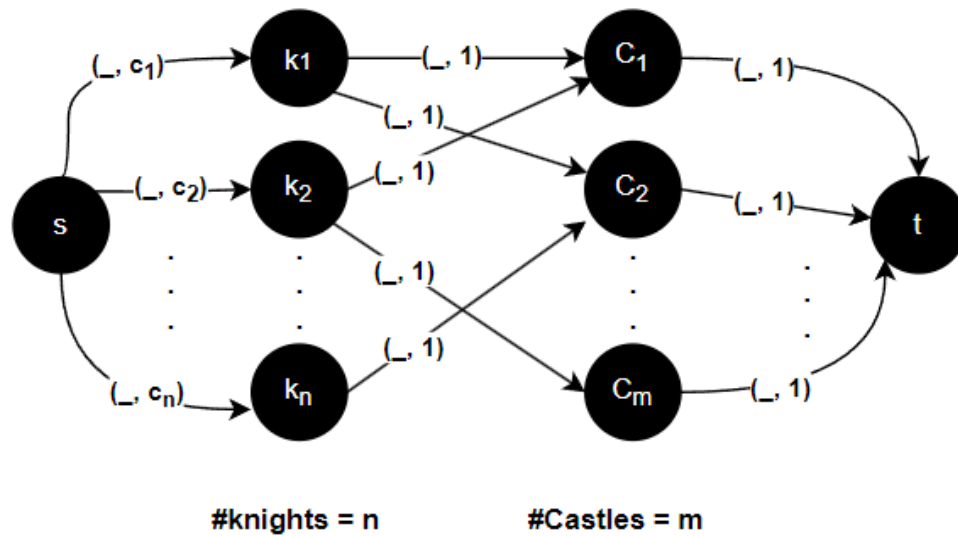 k1
(_, 1)
C₁
(_, c₁)
(_, 1)
(_, 1)
(_, 1)
s
(_, c₂)
k₂
C₂
(_, 1)
t
(_, 1)
(_, 1)
(_, cₙ)
kₙ
Cₘ
(_, 1)
#knights = n
#Castles = m